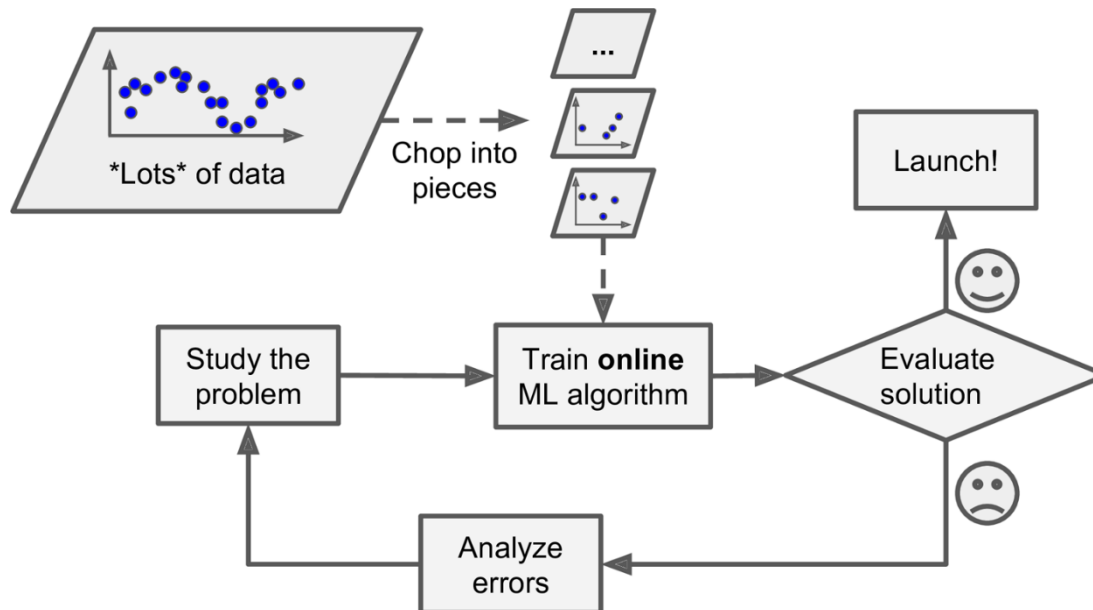 ...
*Lots* of data
Chop into
pieces
Launch!
Study the
problem
Train online
ML algorithm
Evaluate
solution
Analyze
errors